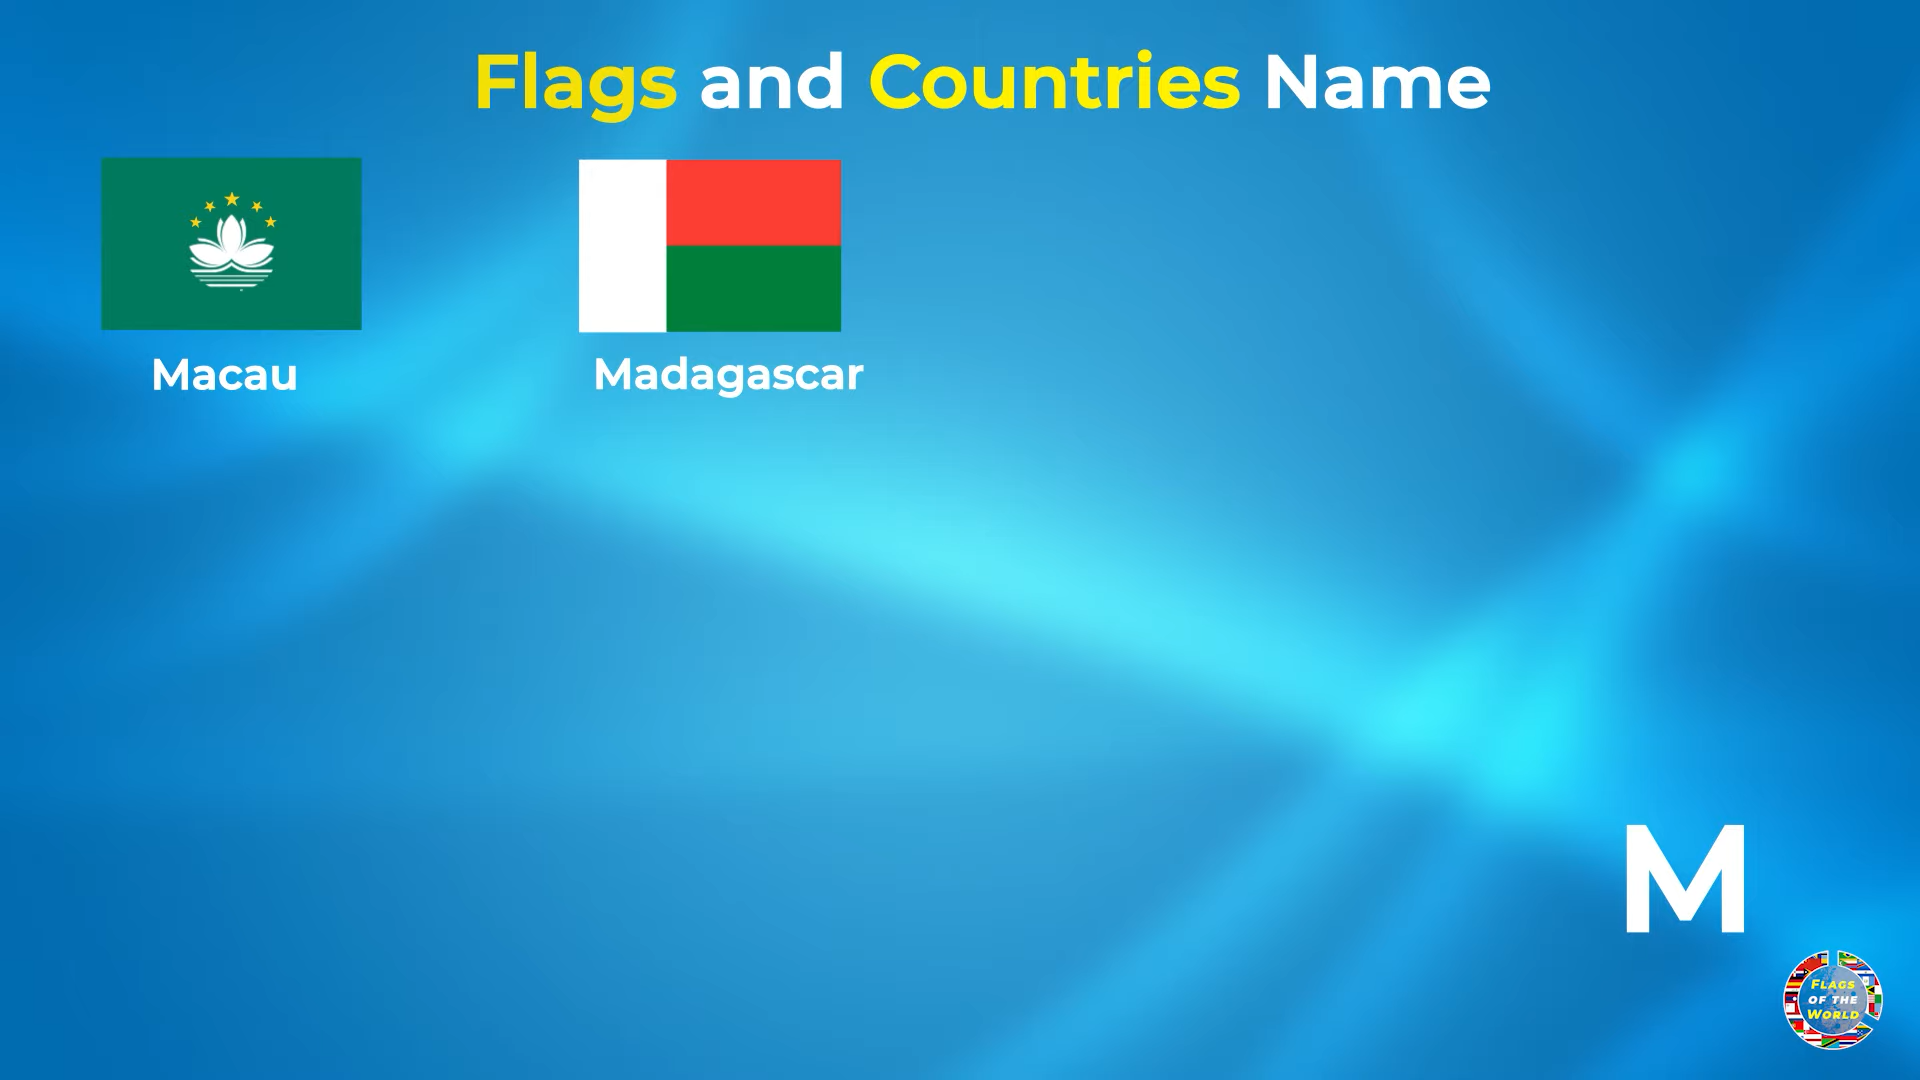 Flags and Countries Name
Macau
Madagascar
M
Flags
of the
World